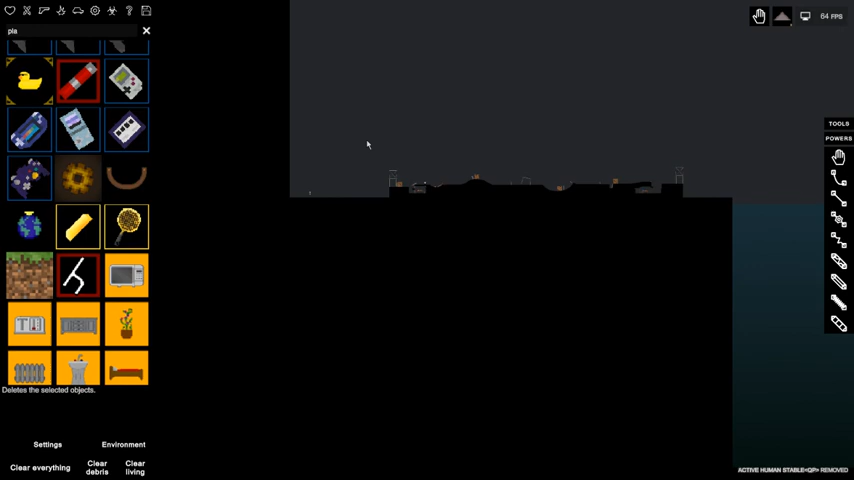 pla
64 FPS
TOOLS
POWERS
Deletes the selected objects.
Settings
Environment
Clear everything
Clear
debris
Clear
living
ACTIVE HUMAN STABLE<QP> REMOVED